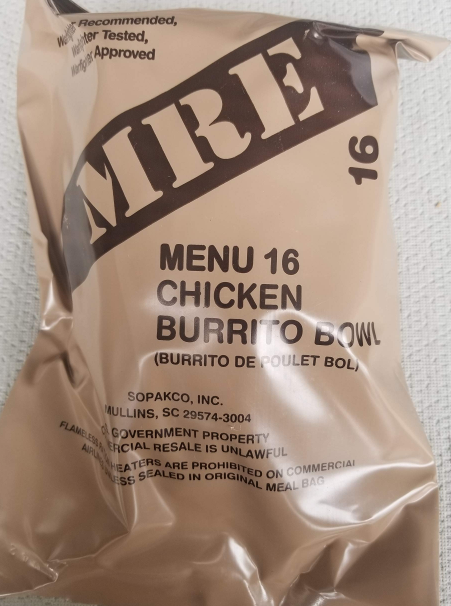 Recommended,
Tested,
Warfighter Approved
MRE
16
MENU 16
CHICKEN
BURRITO BOWL
(BURRITO DE POULET BOL)
SOPAKCO, INC.
MULLINS, SC 29574-3004
GOVERNMENT PROPERTY
RESALE IS UNLAWFUL
HEATERS ARE PROHIBITED ON COMMERCIAL
SEALED IN ORIGINAL MEAL BAG